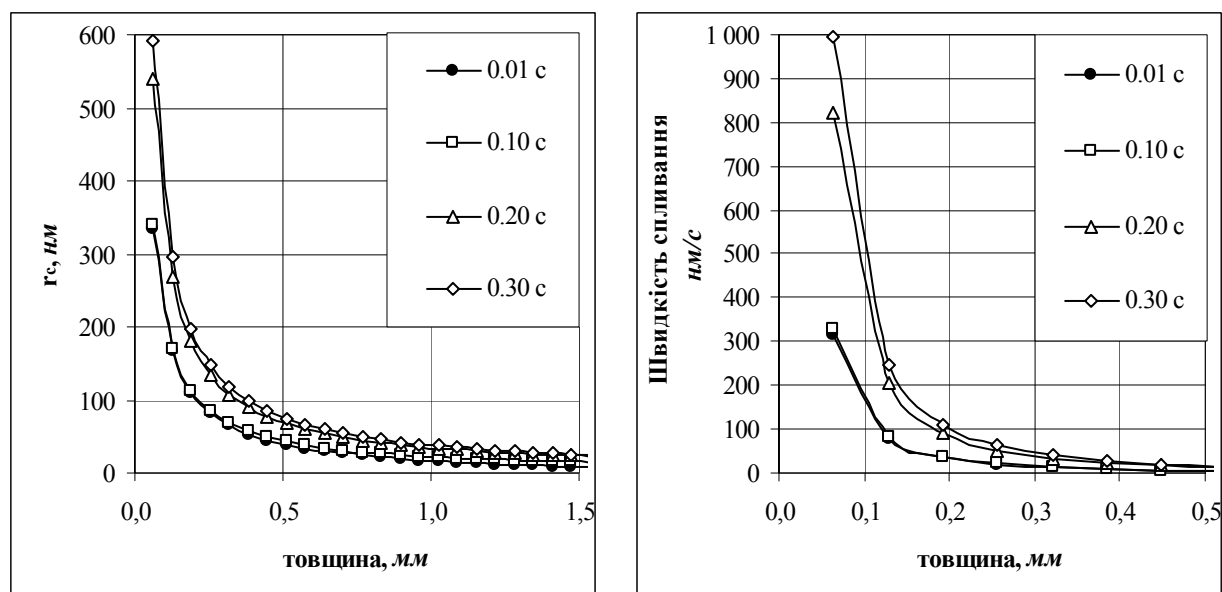 600
500
400
300
200
100
0
rc, нм
0,0 0,5 1,0 1,5
товщина, мм
0.01 с
0.10 с
0.20 с
0.30 с
1 000
900
800
700
600
500
400
300
200
100
0
Швидкість спливання
нм/с
0,0 0,1 0,2 0,3 0,4 0,5
товщина, мм
0.01 с
0.10 с
0.20 с
0.30 с